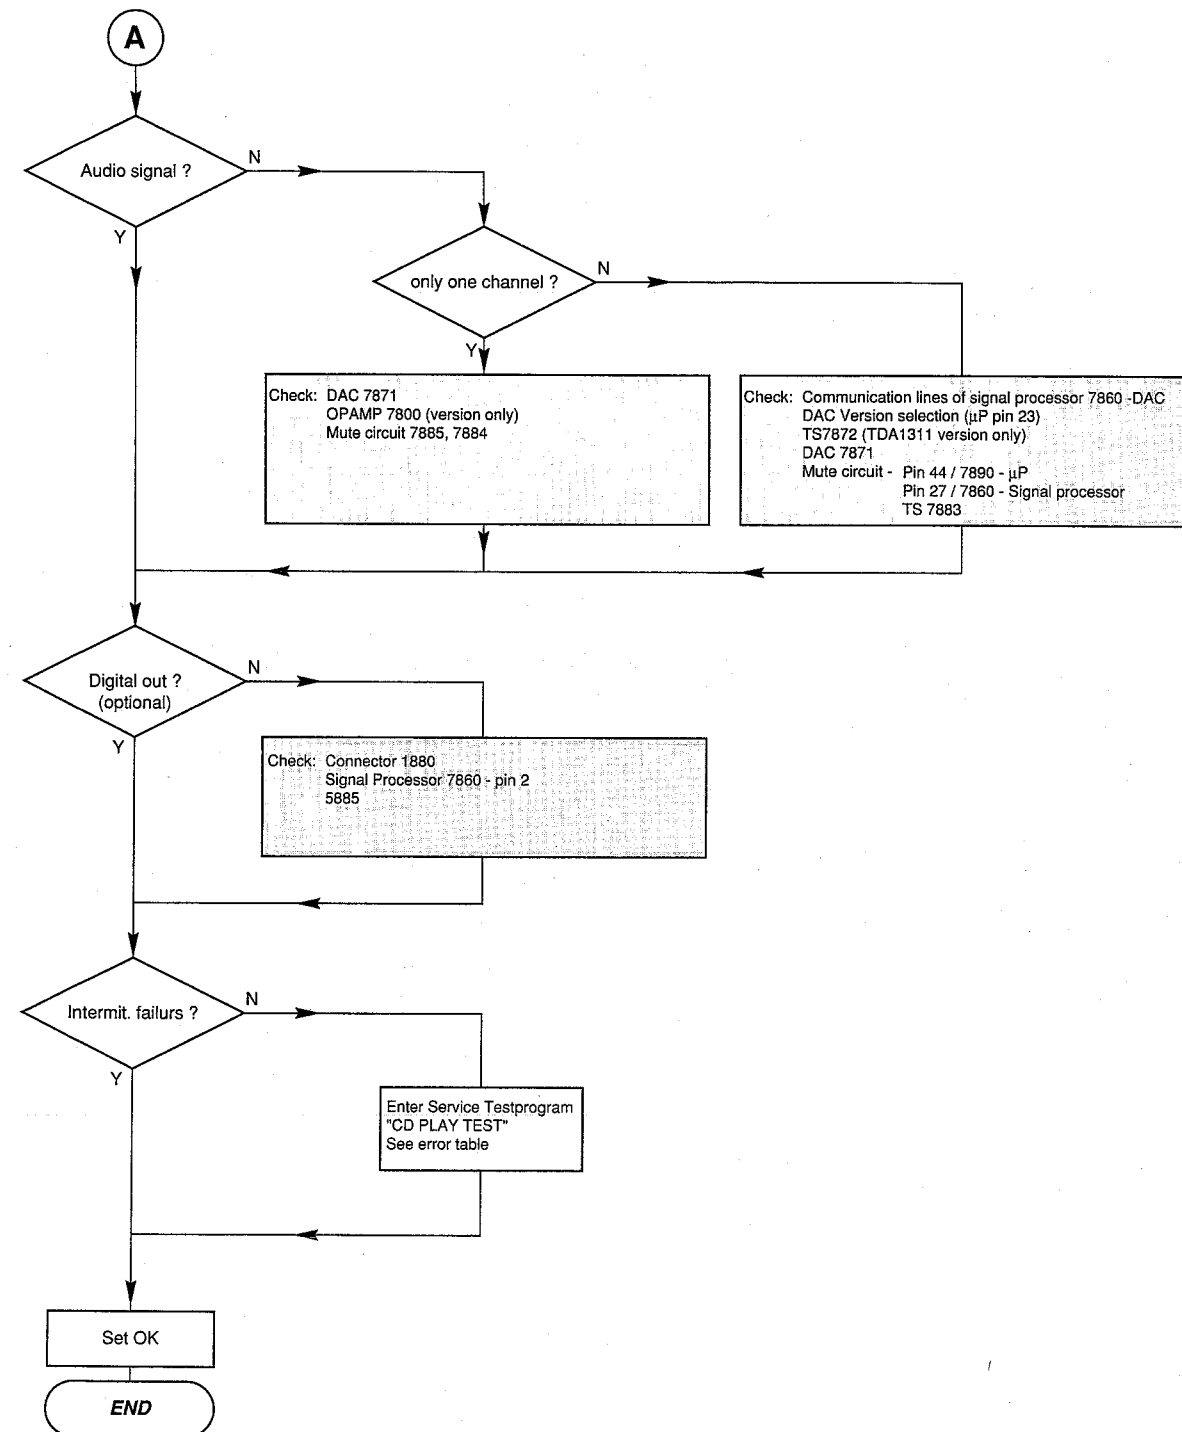 A
Audio signal ?
N
Y
only one channel ?
N
Y
Check: DAC 7871
OPAMP 7800 (version only)
Mute circuit 7885, 7884
Check: Communication lines of signal processor 7860 -DAC
DAC Version selection (µP pin 23)
TS7872 (TDA1311 version only)
DAC 7871
Mute circuit - Pin 44 / 7890 - µP
Pin 27 / 7860 - Signal processor
TS 7883
Digital out ?
(optional)
N
Y
Check: Connector 1880
Signal Processor 7860 - pin 2
5885
Intermit. failurs ?
N
Y
Enter Service Testprogram
"CD PLAY TEST"
See error table
Set OK
END